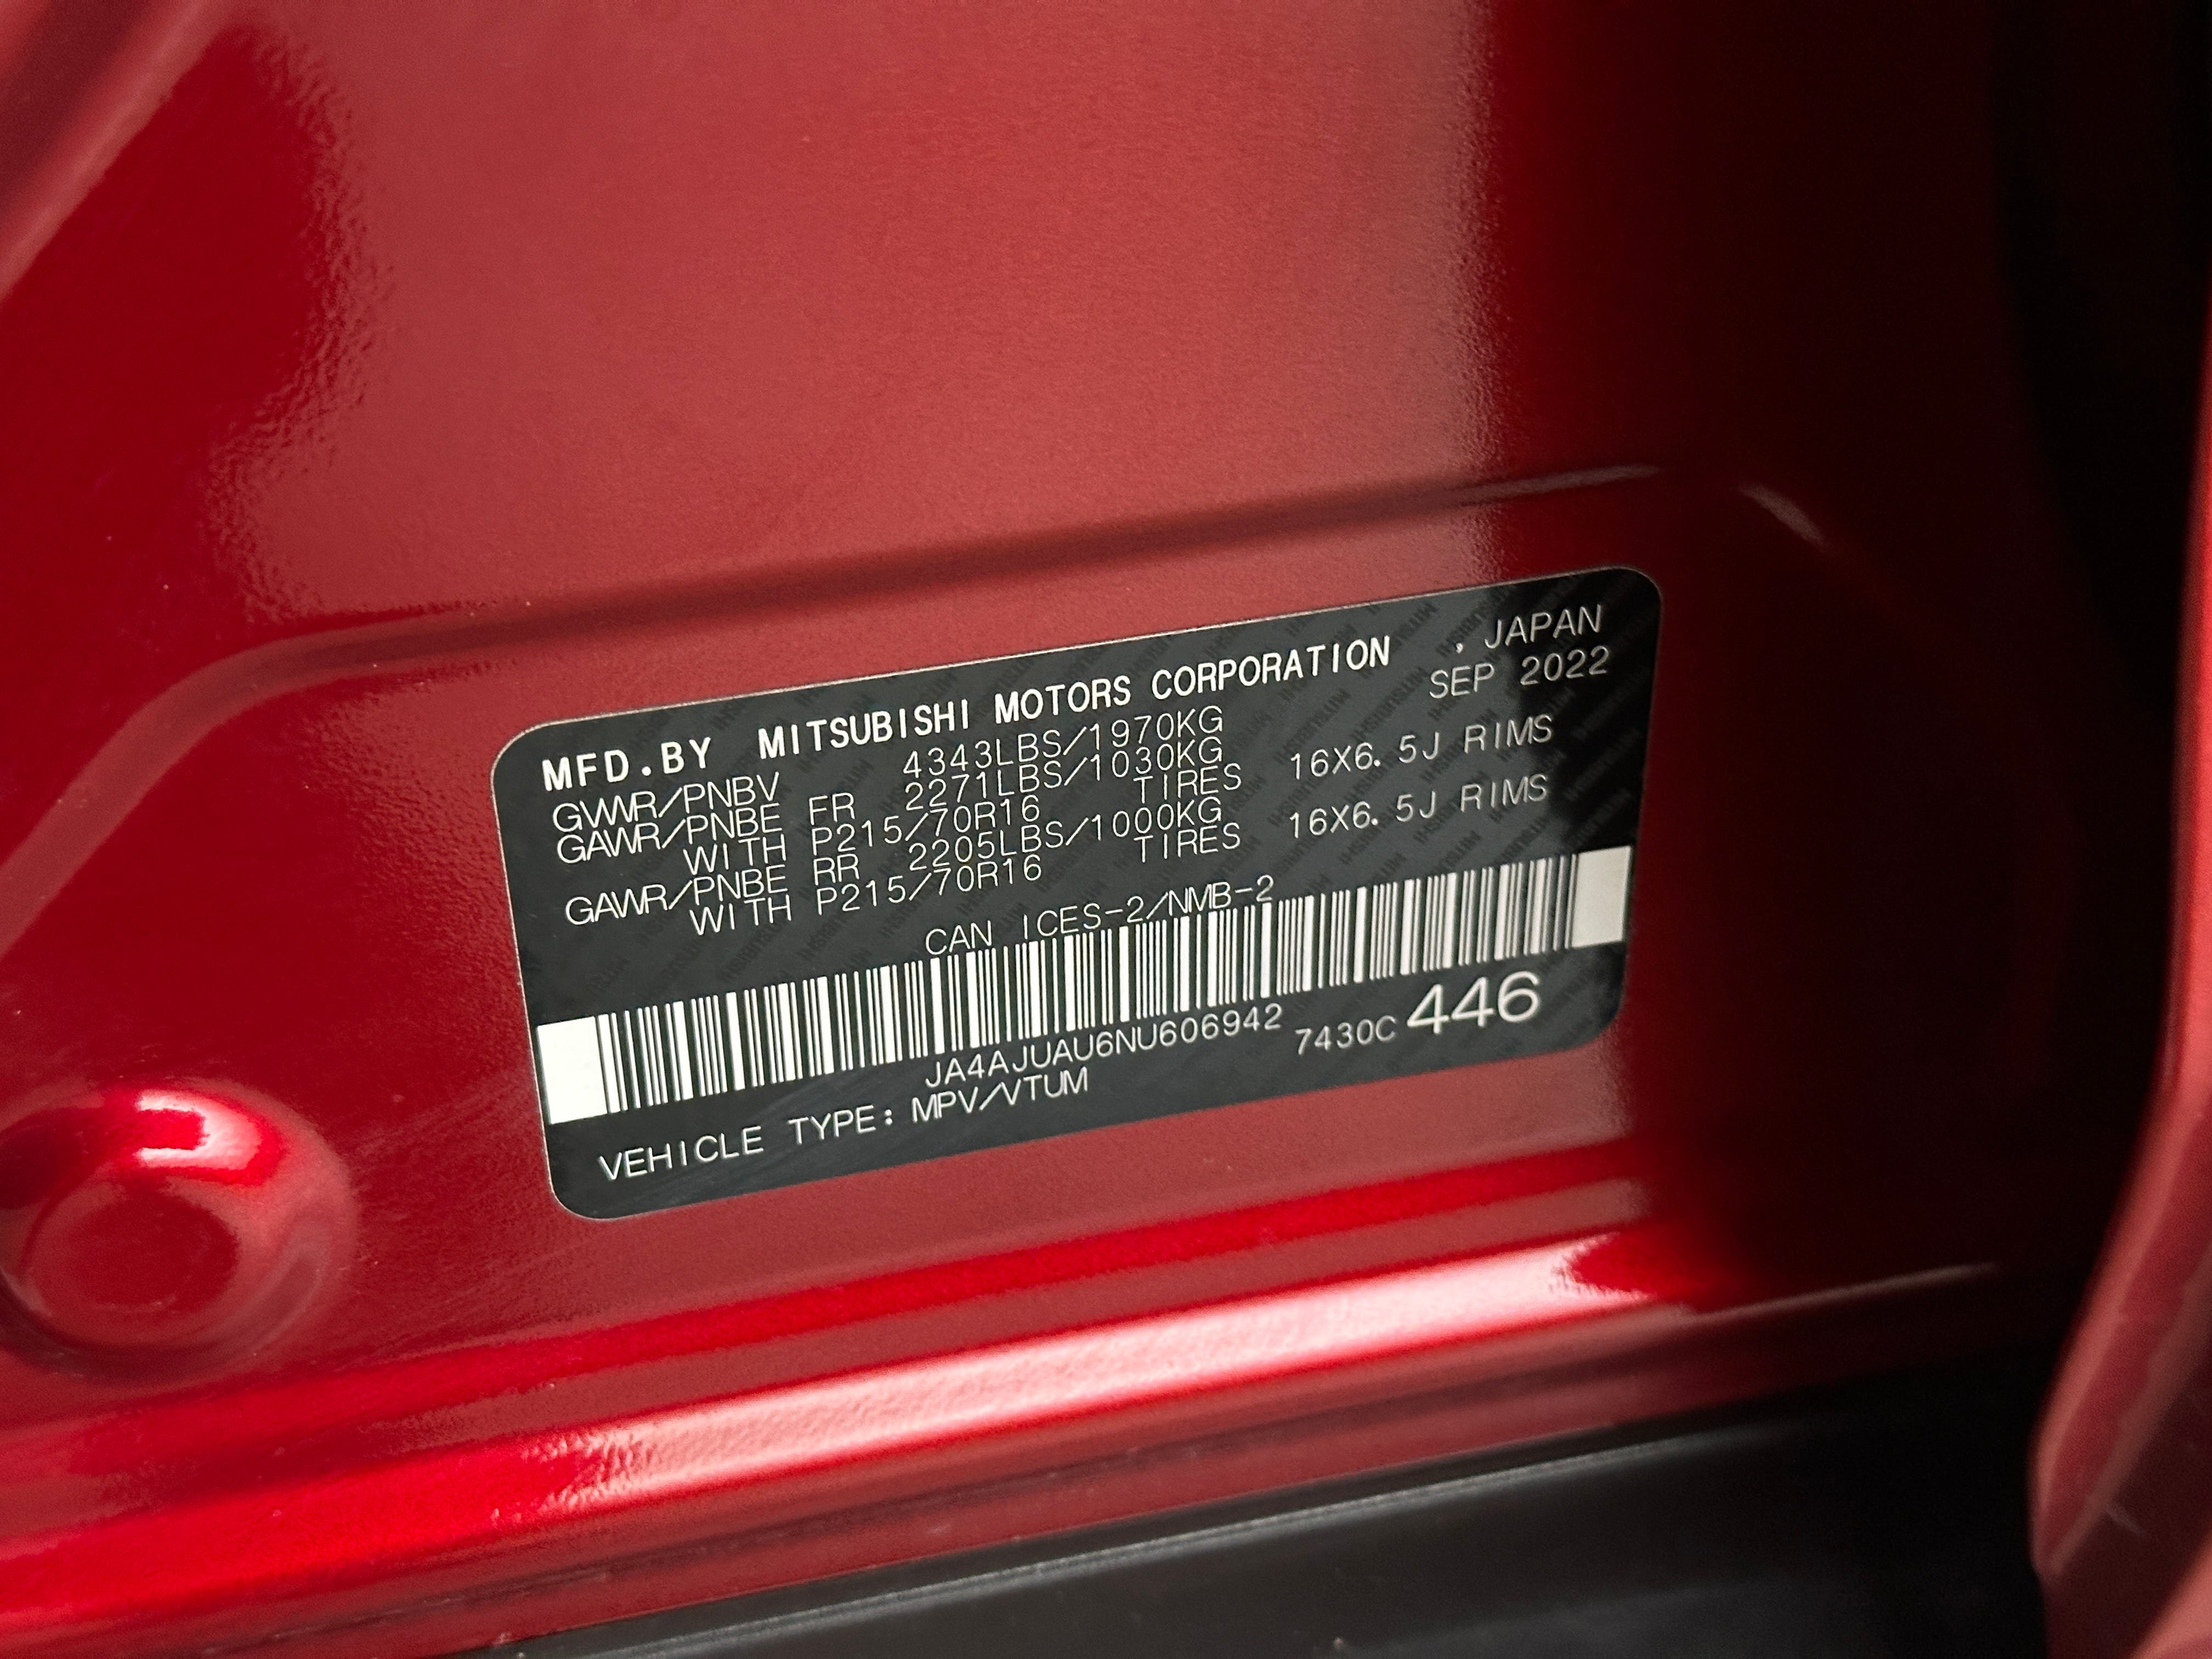 MFD.BY MITSUBISHI MOTORS CORPORATION , JAPAN
SEP 2022
GVWR/PNBV 4343LBS/1970KG
GAWR/PNBE FR 2271LBS/1030KG
WITH P215/70R16 TIRES 16X6.5J RIMS
GAWR/PNBE RR 2205LBS/1000KG
WITH P215/70R16 TIRES 16X6.5J RIMS
CAN ICES-2/NMB-2
JA4AJUAU6NU606942
7430C 446
VEHICLE TYPE: MPV/VTUM